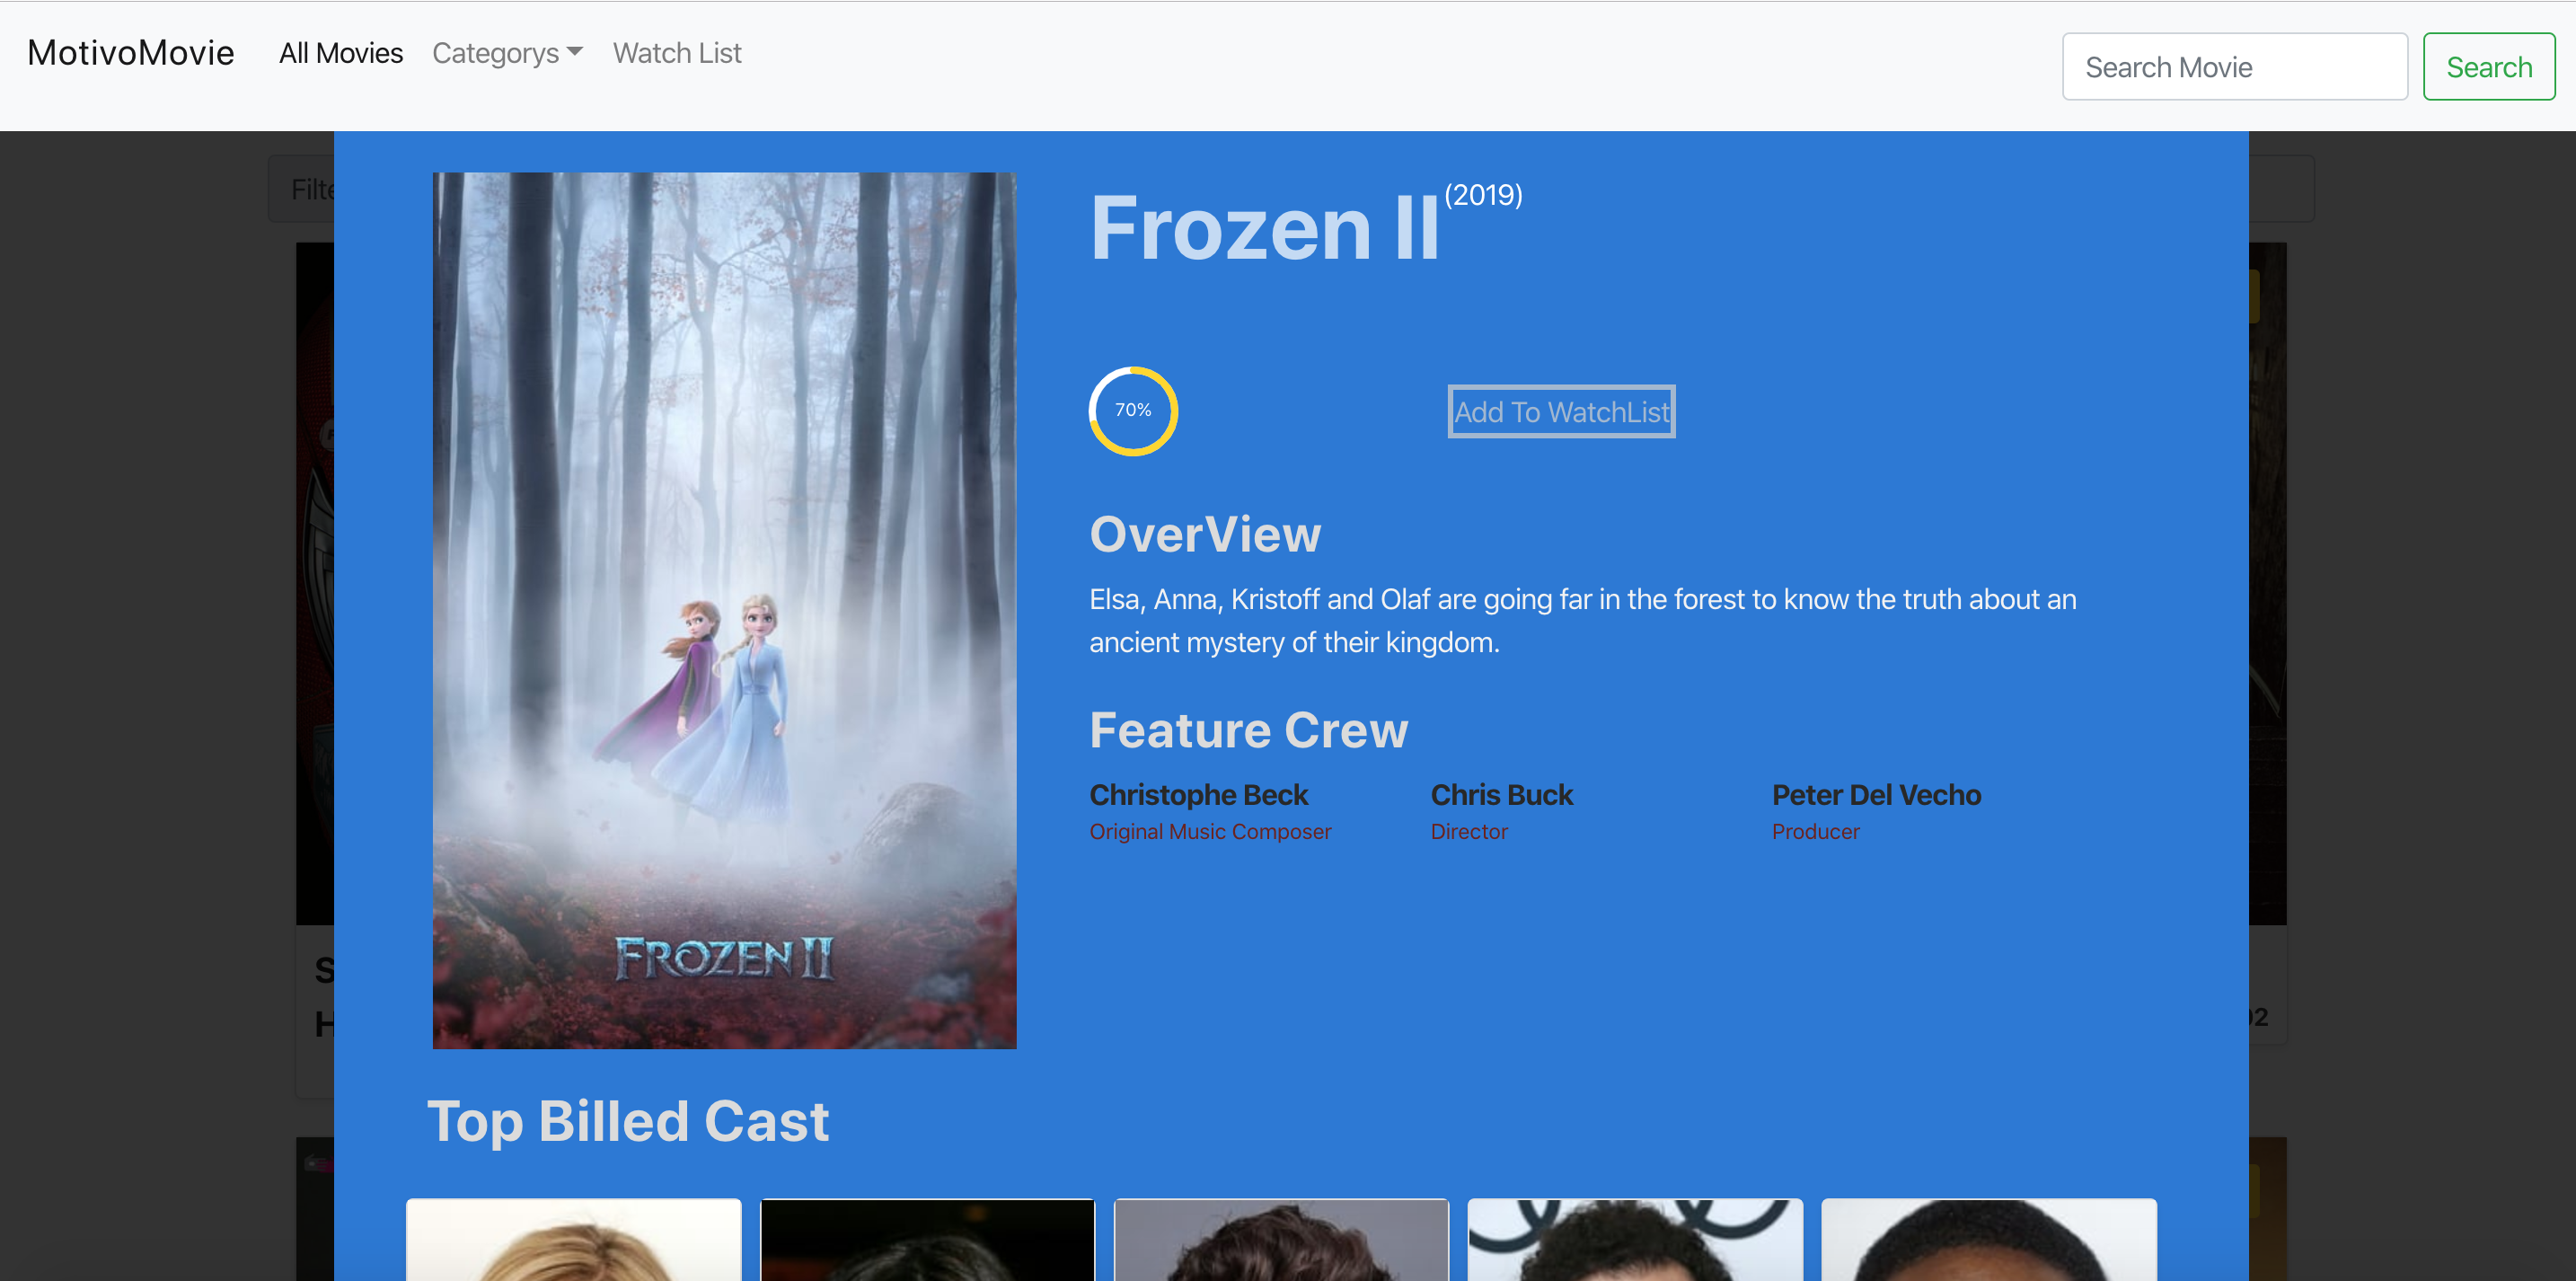 MotivoMovie All Movies Categorys Watch List Search Movie Search
Filte
Frozen II (2019)
70% Add To WatchList
OverView
Elsa, Anna, Kristoff and Olaf are going far in the forest to know the truth about an
ancient mystery of their kingdom.
Feature Crew
Christophe Beck Chris Buck Peter Del Vecho
Original Music Composer Director Producer
FROZEN II
S
H
02
Top Billed Cast